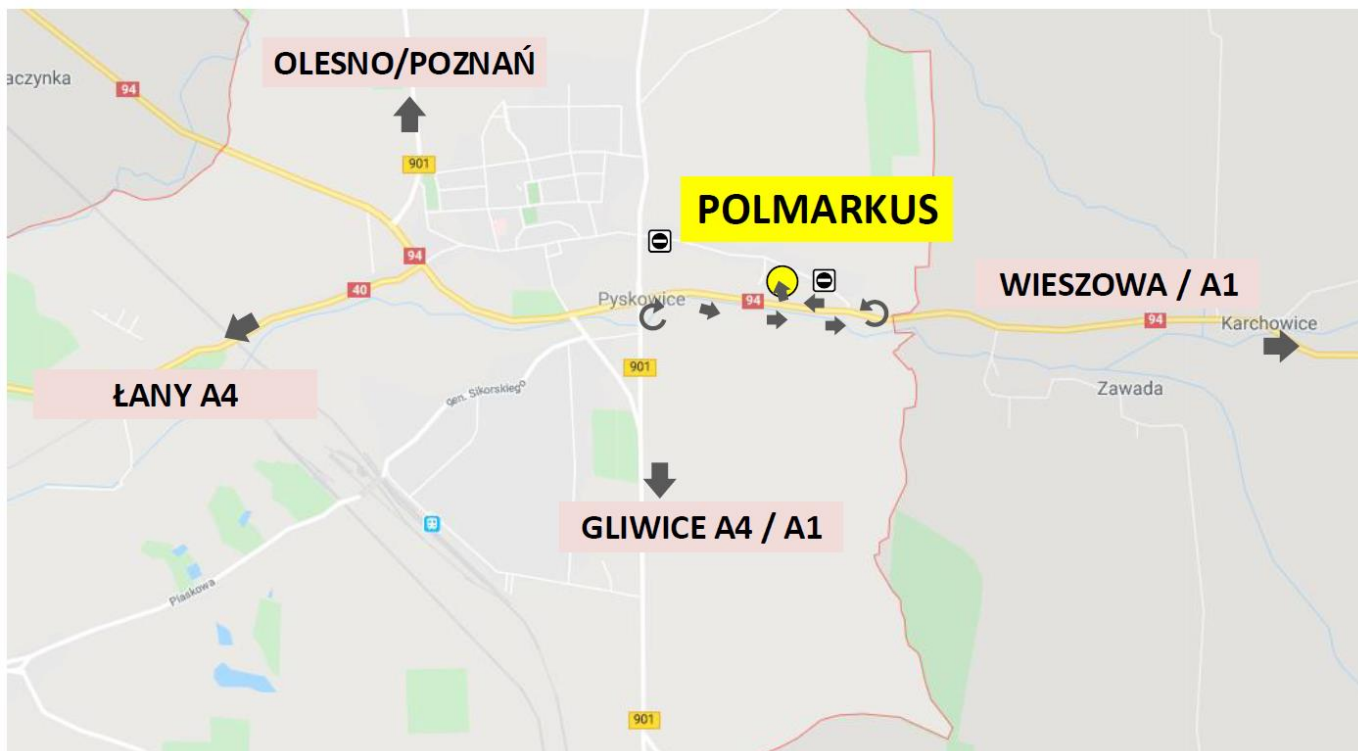 OLESNO/POZNAŃ
aczynka
94
901
POLMARKUS
94
40
Pyskowice
94
WIESZOWA / A1
94
Karchowice
ŁANY A4
gen. Sikorskiego
901
Zawada
GLIWICE A4 / A1
Piaskowa
901